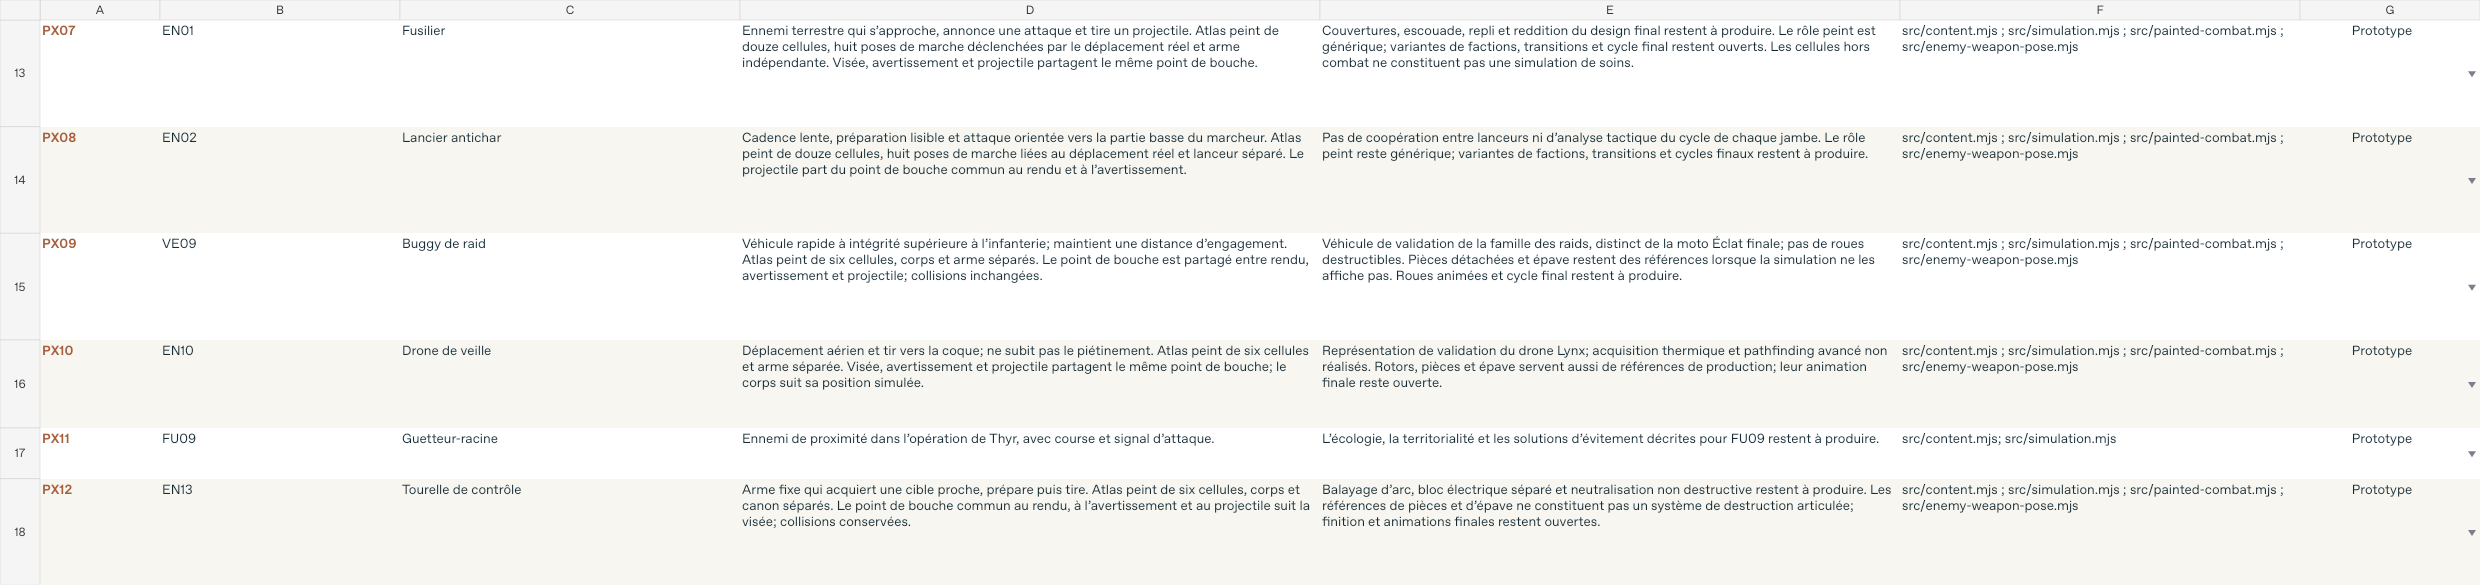 A B C D E F G
13
PX07
EN01
Fusilier
Ennemi terrestre qui s’approche, annonce une attaque et tire un projectile. Atlas peint de
douze cellules, huit poses de marche déclenchées par le déplacement réel et arme
indépendante. Visée, avertissement et projectile partagent le même point de bouche.
Couvertures, escouade, repli et reddition du design final restent à produire. Le rôle peint est
générique; variantes de factions, transitions et cycle final restent ouverts. Les cellules hors
combat ne constituent pas une simulation de soins.
src/content.mjs ; src/simulation.mjs ; src/painted-combat.mjs ;
src/enemy-weapon-pose.mjs
Prototype
14
PX08
EN02
Lancier antichar
Cadence lente, préparation lisible et attaque orientée vers la partie basse du marcheur. Atlas
peint de douze cellules, huit poses de marche liées au déplacement réel et lanceur séparé. Le
projectile part du point de bouche commun au rendu et à l’avertissement.
Pas de coopération entre lanceurs ni d’analyse tactique du cycle de chaque jambe. Le rôle
peint reste générique; variantes de factions, transitions et cycles finaux restent à produire.
src/content.mjs ; src/simulation.mjs ; src/painted-combat.mjs ;
src/enemy-weapon-pose.mjs
Prototype
15
PX09
VE09
Buggy de raid
Véhicule rapide à intégrité supérieure à l’infanterie; maintient une distance d’engagement.
Atlas peint de six cellules, corps et arme séparés. Le point de bouche est partagé entre rendu,
avertissement et projectile; collisions inchangées.
Véhicule de validation de la famille des raids, distinct de la moto Éclat finale; pas de roues
destructibles. Pièces détachées et épave restent des références lorsque la simulation ne les
affiche pas. Roues animées et cycle final restent à produire.
src/content.mjs ; src/simulation.mjs ; src/painted-combat.mjs ;
src/enemy-weapon-pose.mjs
Prototype
16
PX10
EN10
Drone de veille
Déplacement aérien et tir vers la coque; ne subit pas le piétinement. Atlas peint de six cellules
et arme séparée. Visée, avertissement et projectile partagent le même point de bouche; le
corps suit sa position simulée.
Représentation de validation du drone Lynx; acquisition thermique et pathfinding avancé non
réalisés. Rotors, pièces et épave servent aussi de références de production; leur animation
finale reste ouverte.
src/content.mjs ; src/simulation.mjs ; src/painted-combat.mjs ;
src/enemy-weapon-pose.mjs
Prototype
17
PX11
FU09
Guetteur-racine
Ennemi de proximité dans l’opération de Thyr, avec course et signal d’attaque.
L’écologie, la territorialité et les solutions d’évitement décrites pour FU09 restent à produire.
src/content.mjs; src/simulation.mjs
Prototype
18
PX12
EN13
Tourelle de contrôle
Arme fixe qui acquiert une cible proche, prépare puis tire. Atlas peint de six cellules, corps et
canon séparés. Le point de bouche commun au rendu, à l’avertissement et au projectile suit la
visée; collisions conservées.
Balayage d’arc, bloc électrique séparé et neutralisation non destructive restent à produire. Les
références de pièces et d’épave ne constituent pas un système de destruction articulée;
finition et animations finales restent ouvertes.
src/content.mjs ; src/simulation.mjs ; src/painted-combat.mjs ;
src/enemy-weapon-pose.mjs
Prototype